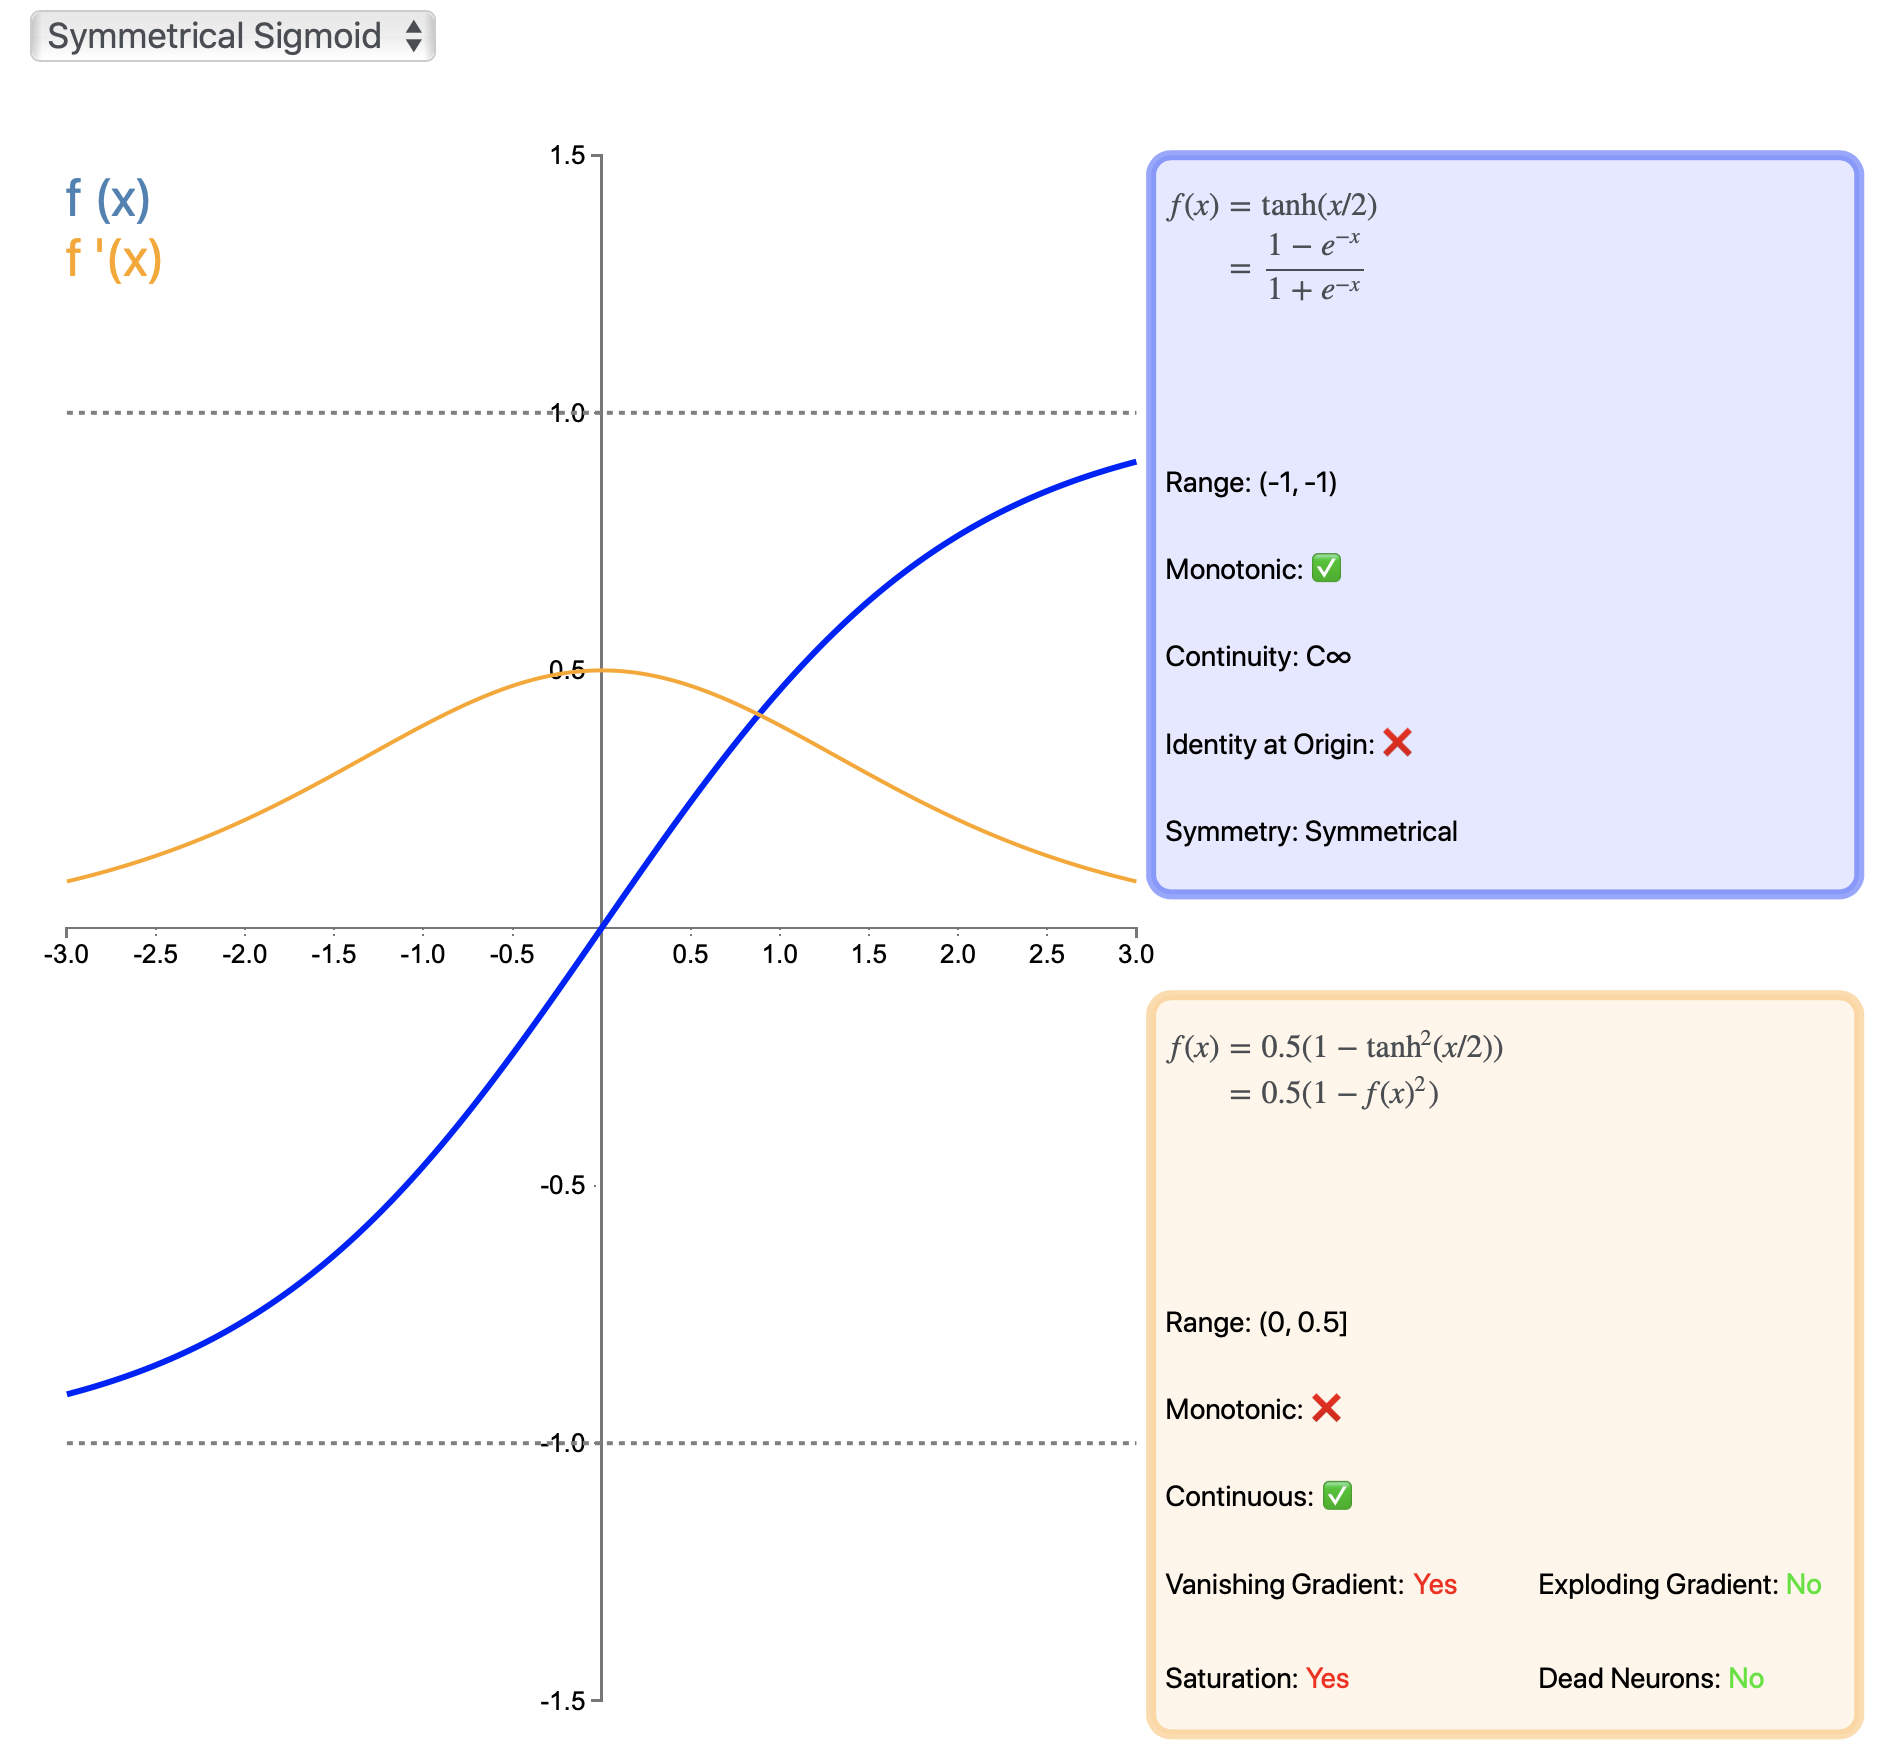 Symmetrical Sigmoid
f (x)
f '(x)
1.5
1.0
0.5
-0.5
-1.0
-1.5
-3.0 -2.5 -2.0 -1.5 -1.0 -0.5 0.5 1.0 1.5 2.0 2.5 3.0
f(x) = tanh(x/2)
= \frac{1 − e^{−x}}{1 + e^{−x}}
Range: (-1, -1)
Monotonic: ✅
Continuity: C∞
Identity at Origin: ❌
Symmetry: Symmetrical
f(x) = 0.5(1 − tanh²(x/2))
= 0.5(1 − f(x)²)
Range: (0, 0.5]
Monotonic: ❌
Continuous: ✅
Vanishing Gradient: Yes Exploding Gradient: No
Saturation: Yes Dead Neurons: No